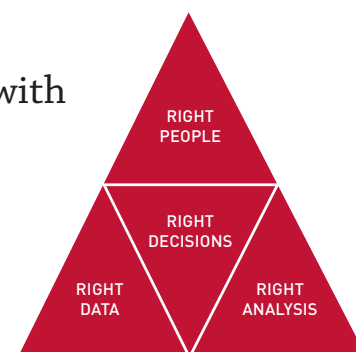 with
RIGHT
PEOPLE
RIGHT
DECISIONS
RIGHT
DATA
RIGHT
ANALYSIS